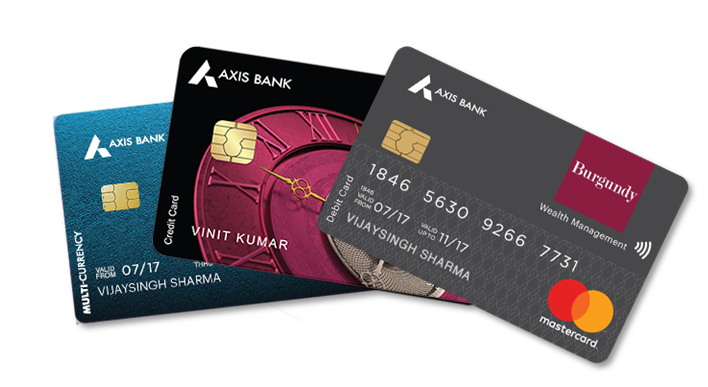 AXIS BANK
MULTI-CURRENCY
VALID FROM 07/17
VIJAYSINGH SHARMA
AXIS BANK
Credit Card
VINIT KUMAR
AXIS BANK
Burgundy
Wealth Management
Debit Card
1846 5630 9266 7731
1846
VALID FROM 07/17 VALID UPTO 11/17
VIJAYSINGH SHARMA
mastercard